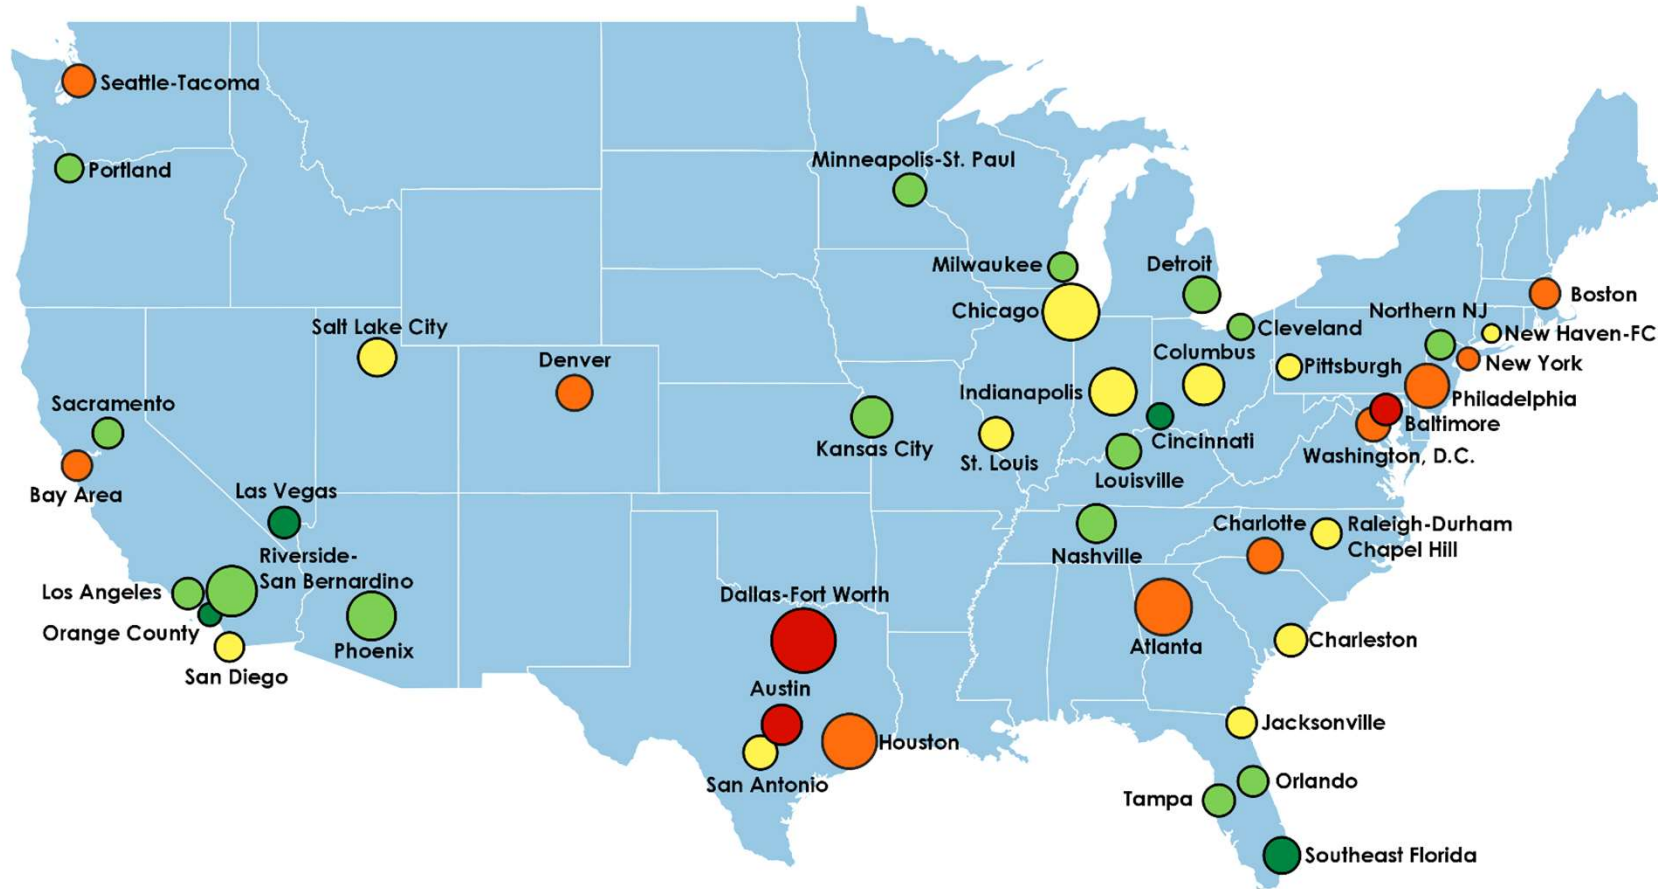 Seattle-Tacoma
Portland
Minneapolis-St. Paul
Milwaukee
Detroit
Chicago
Boston
Northern NJ
Salt Lake City
Cleveland
New Haven-FC
Denver
Columbus
Pittsburgh
New York
Indianapolis
Philadelphia
Sacramento
Baltimore
Kansas City
Cincinnati
St. Louis
Washington, D.C.
Bay Area
Las Vegas
Louisville
Charlotte
Raleigh-Durham
Chapel Hill
Nashville
Riverside-
San Bernardino
Los Angeles
Dallas-Fort Worth
Orange County
Phoenix
Atlanta
Charleston
San Diego
Austin
Jacksonville
Houston
San Antonio
Orlando
Tampa
Southeast Florida